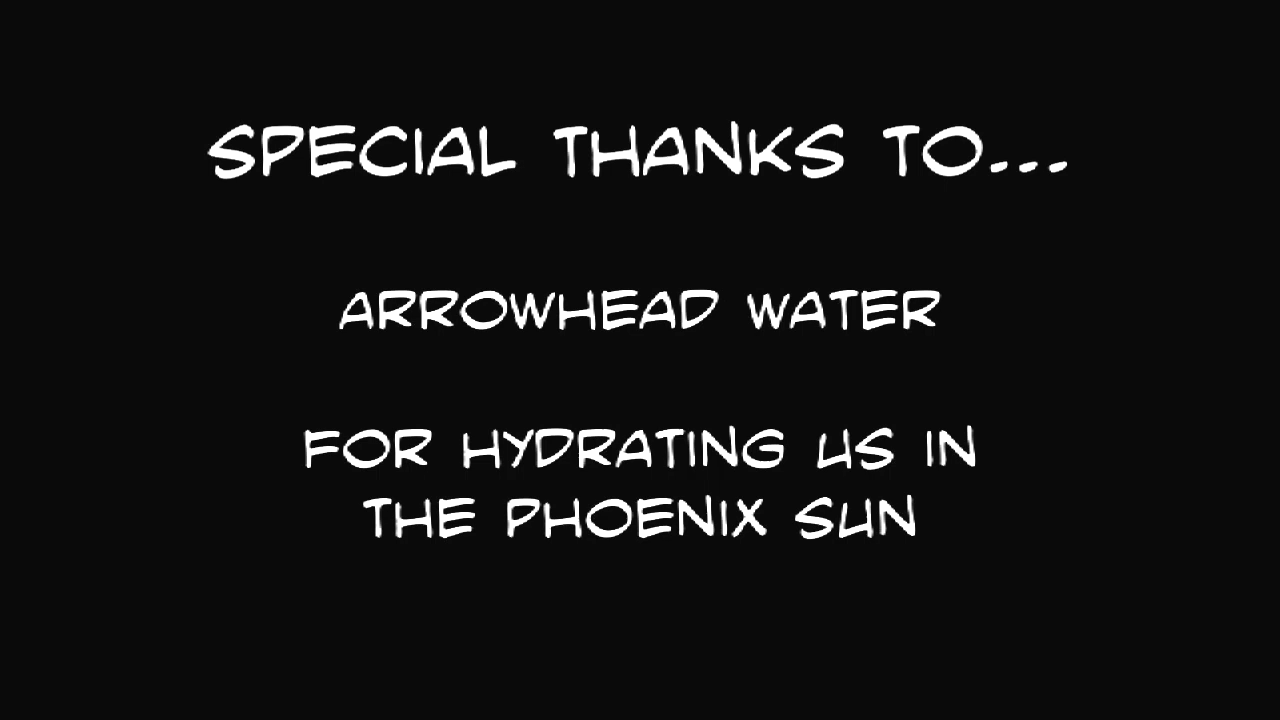 SPECIAL THANKS TO...
ARROWHEAD WATER
FOR HYDRATING US IN
THE PHOENIX SUN